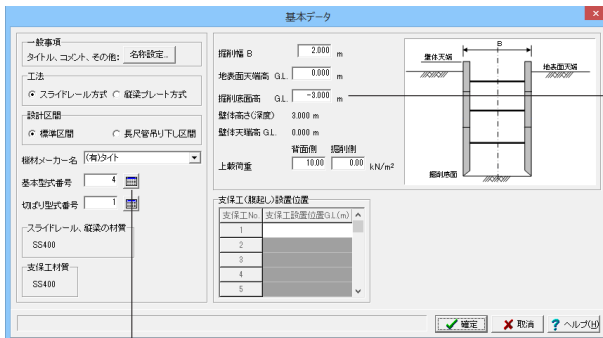 基本データ
一般事項
タイトル、コメント、その他: 名称設定..
工法
スライドレール方式 縦梁プレート方式
設計区間
標準区間 長尺管吊り下し区間
機材メーカー名 (有)タイト
基本型式番号 4
切ばり型式番号 1
スライドレール、縦梁の材質
SS400
支保工材質
SS400
掘削幅 B 2.000 m
地表面天端高 G.L. 0.000 m
掘削底面高 G.L. -3.000 m
壁体高さ(深度) 3.000 m
壁体天端高 G.L. 0.000 m
背面側 掘削側
上載荷重 10.00 0.00 kN/m²
支保工(腹起し)設置位置
支保工No. 支保工設置位置G.L(m)
1
2
3
4
5
B
壁体天端
地表面天端
掘削底面
確定 取消 ヘルプ(H)